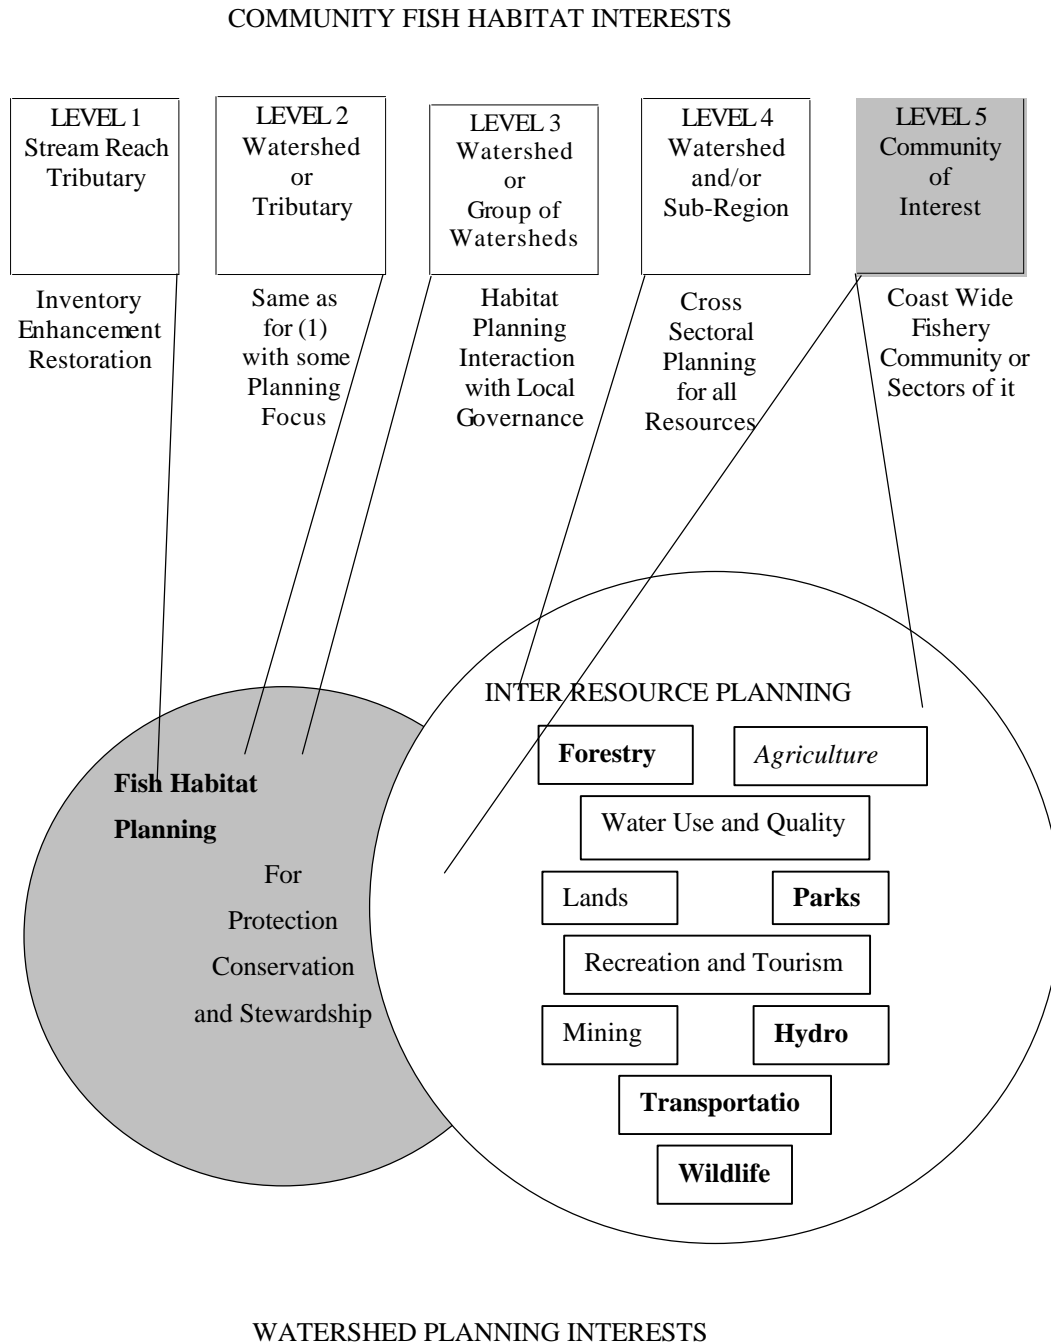 COMMUNITY FISH HABITAT INTERESTS
LEVEL 1
Stream Reach
Tributary
LEVEL 2
Watershed
or
Tributary
LEVEL 3
Watershed
or
Group of
Watersheds
LEVEL 4
Watershed
and/or
Sub-Region
LEVEL 5
Community
of
Interest
Inventory
Enhancement
Restoration
Same as
for (1)
with some
Planning
Focus
Habitat
Planning
Interaction
with Local
Governance
Cross
Sectoral
Planning
for all
Resources
Coast Wide
Fishery
Community or
Sectors of it
Fish Habitat
Planning
For
Protection
Conservation
and Stewardship
INTER RESOURCE PLANNING
Forestry
Agriculture
Water Use and Quality
Lands
Parks
Recreation and Tourism
Mining
Hydro
Transportatio
Wildlife
WATERSHED PLANNING INTERESTS